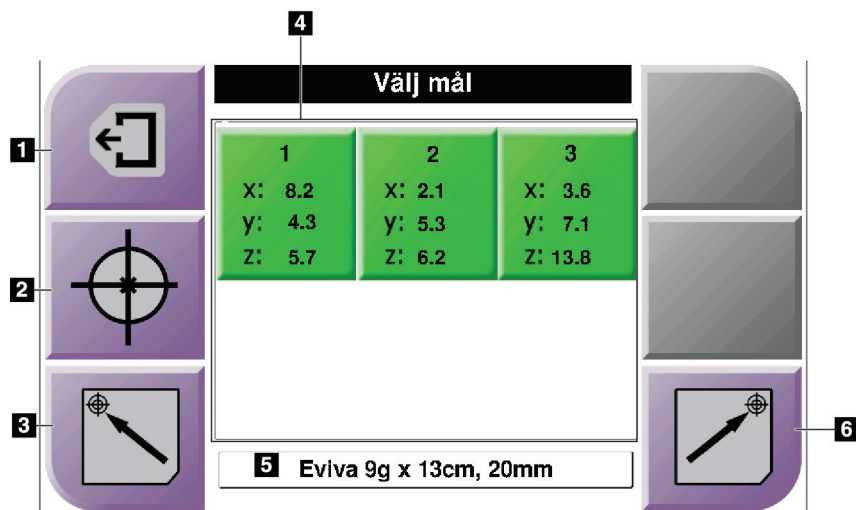 4
Välj mål
1
1 2 3
x: 8.2 x: 2.1 x: 3.6
y: 4.3 y: 5.3 y: 7.1
z: 5.7 z: 6.2 z: 13.8
2
3
6
5 Eviva 9g x 13cm, 20mm